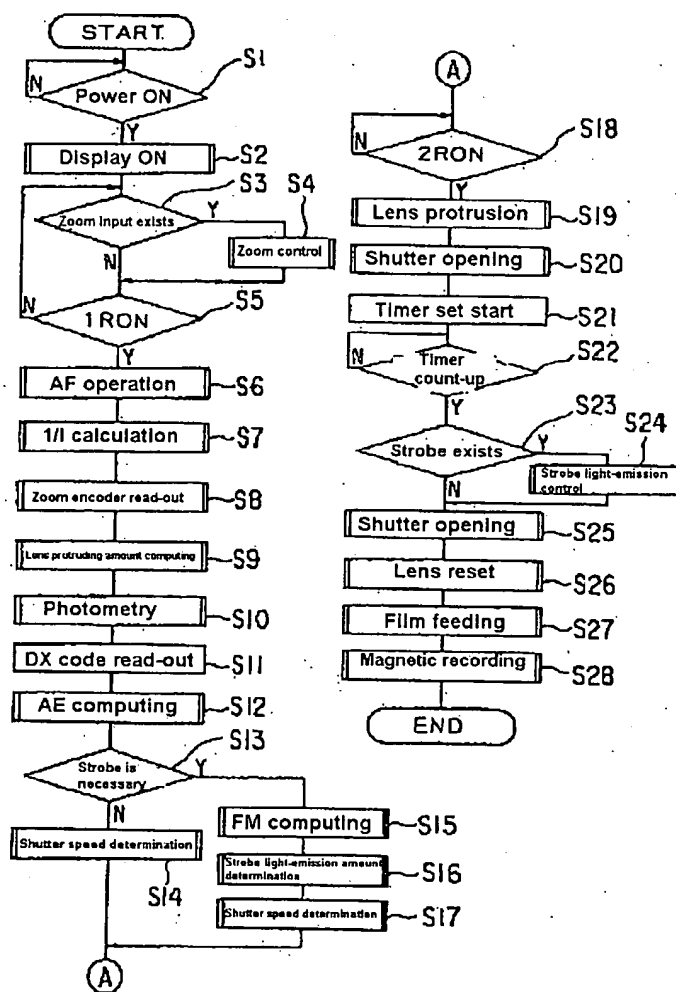 START
S1
N
Power ON
Y
Display ON
S2
S3
S4
Zoom input exists
Y
Zoom control
N
S5
N
1RON
Y
AF operation
S6
1/l calculation
S7
Zoom encoder read-out
S8
Lens protruding amount computing
S9
Photometry
S10
DX code read-out
S11
AE computing
S12
S13
Strobe is
necessary
Y
N
Shutter speed determination
S14
FM computing
S15
Strobe light-emission amount
determination
S16
Shutter speed determination
S17
A
A
S18
N
2RON
Y
Lens protrusion
S19
Shutter opening
S20
Timer set start
S21
N
Timer
count-up
S22
Y
S23
S24
Strobe exists
Y
Strobe light-emission
control
N
Shutter opening
S25
Lens reset
S26
Film feeding
S27
Magnetic recording
S28
END